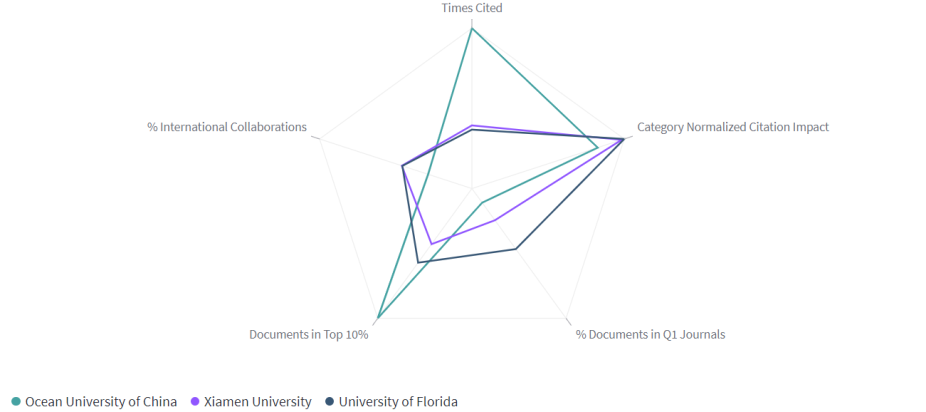 Times Cited
% International Collaborations
Category Normalized Citation Impact
Documents in Top 10%
% Documents in Q1 Journals
Ocean University of China
Xiamen University
University of Florida